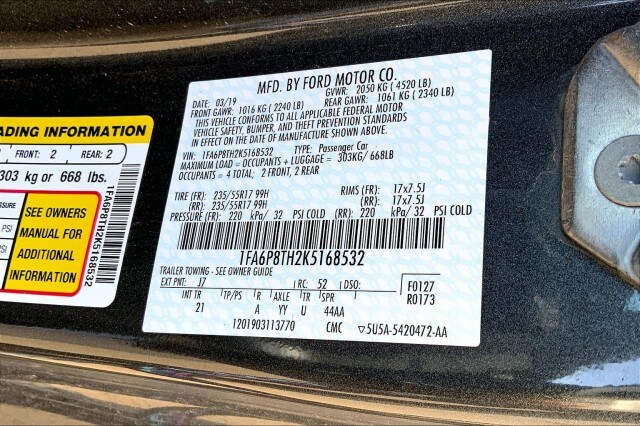 ADING INFORMATION
FRONT: 2 REAR: 2
303 kg or 668 lbs.
PSI
PSI
SEE OWNERS
MANUAL FOR
ADDITIONAL
INFORMATION
1FA6P8TH2K5168532
MFD. BY FORD MOTOR CO.
03/19 GVWR: 2050 KG (4520 LB)
FRONT GAWR: 1016 KG (2240 LB) REAR GAWR: 1061 KG (2340 LB)
THIS VEHICLE CONFORMS TO ALL APPLICABLE FEDERAL MOTOR
VEHICLE SAFETY, BUMPER, AND THEFT PREVENTION STANDARDS
IN EFFECT ON THE DATE OF MANUFACTURE SHOWN ABOVE.
VIN: 1FA6P8TH2K5168532 TYPE: Passenger Car
MAXIMUM LOAD = OCCUPANTS + LUGGAGE = 303KG/668LB
OCCUPANTS = 4 TOTAL: 2 FRONT, 2 REAR
TIRE (FR): 235/55R17 99H RIMS (FR): 17x7.5J
(RR): 235/55R17 99H (RR): 17x7.5J
PRESSURE (FR): 220 kPa/ 32 PSI COLD (RR): 220 kPa/ 32 PSI COLD
1FA6P8TH2K5168532
TRAILER TOWING - SEE OWNER GUIDE
EXT PNT: J7 RC: 52 DSO: F0127
R0173
INT TR TP/PS R AXLE TR SPR
21 A YY U 44AA
1201903113770 CMC ▽5U5A-5420472-AA